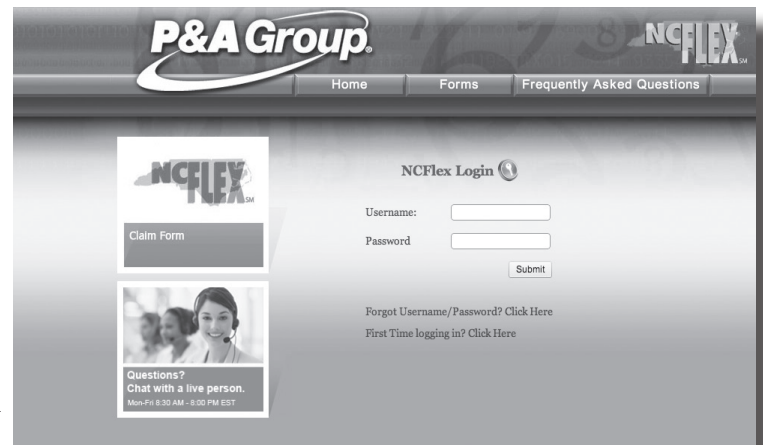 P&A Group®
NCFLEX SM
Home Forms Frequently Asked Questions
NCFLEX SM
Claim Form
NCFlex Login
Username:
Password
Submit
Forgot Username/Password? Click Here
First Time logging in? Click Here
Questions?
Chat with a live person.
Mon-Fri 8:30 AM - 8:00 PM EST